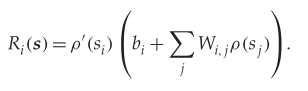 R_i(s) = ρ′(s_i) ( b_i + ∑_j W_{i,j} ρ(s_j) ).